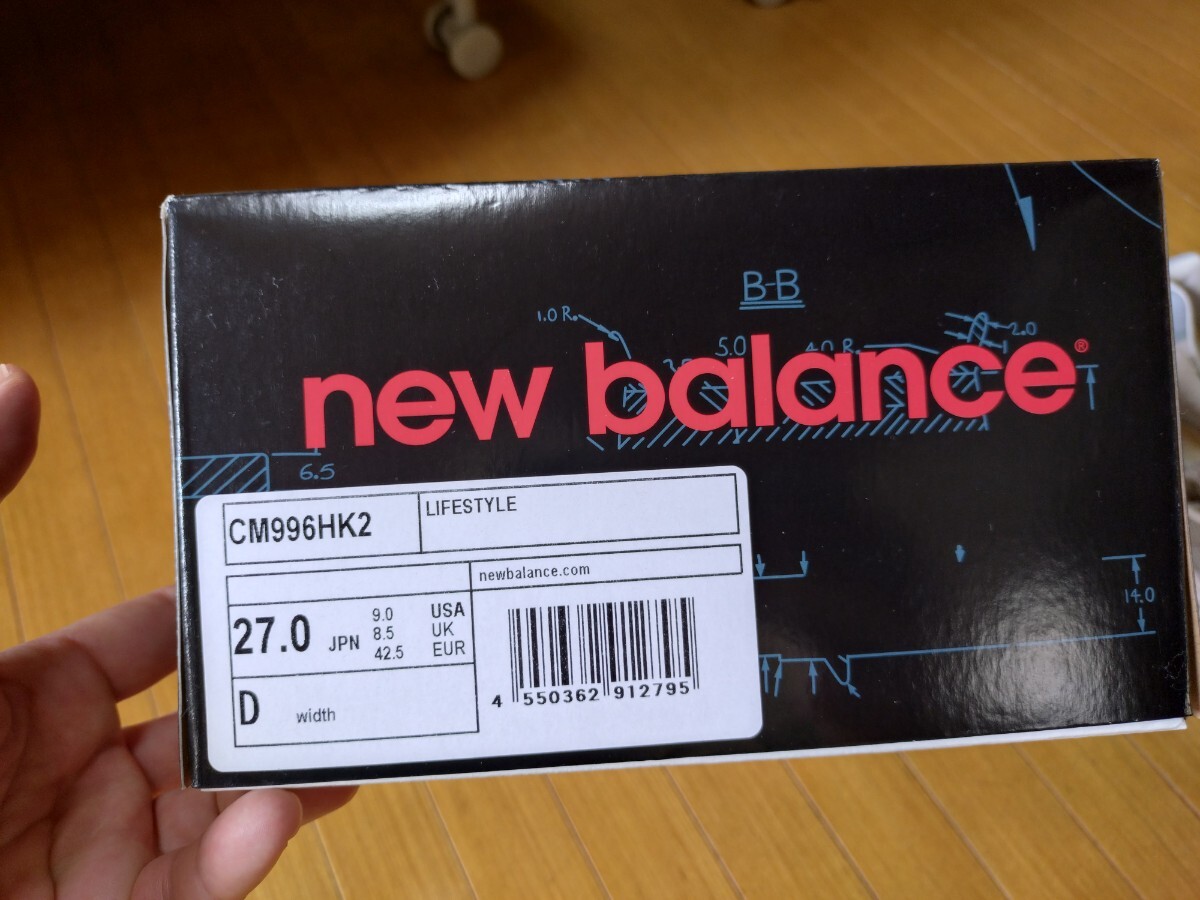 B-B
1.0 R.
2.0
5.0
4.0 R.
new balance®
6.5
CM996HK2
LIFESTYLE
newbalance.com
27.0 JPN
9.0 USA
8.5 UK
42.5 EUR
D width
4 550362 912795
14.0